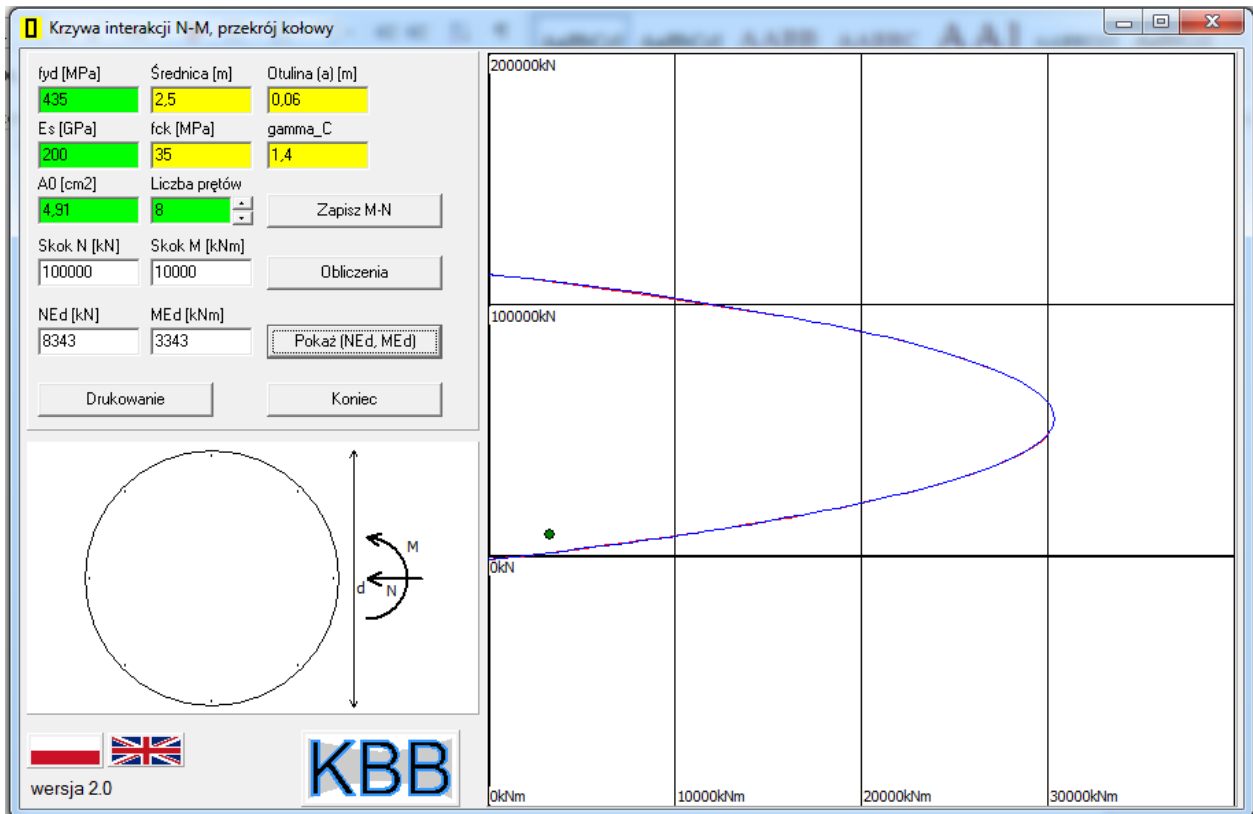 Krzywa interakcji N-M, przekrój kołowy
fyd [MPa] Średnica [m] Otulina (a) [m]
435 2,5 0,06
Es [GPa] fck [MPa] gamma_C
200 35 1,4
A0 [cm2] Liczba prętów
4,91 8 Zapisz M-N
Skok N [kN] Skok M [kNm]
100000 10000 Obliczenia
NEd [kN] MEd [kNm]
8343 3343 Pokaż (NEd, MEd)
Drukowanie Koniec
M
d N
wersja 2.0
KBB
200000kN
100000kN
0kN
0kNm 10000kNm 20000kNm 30000kNm